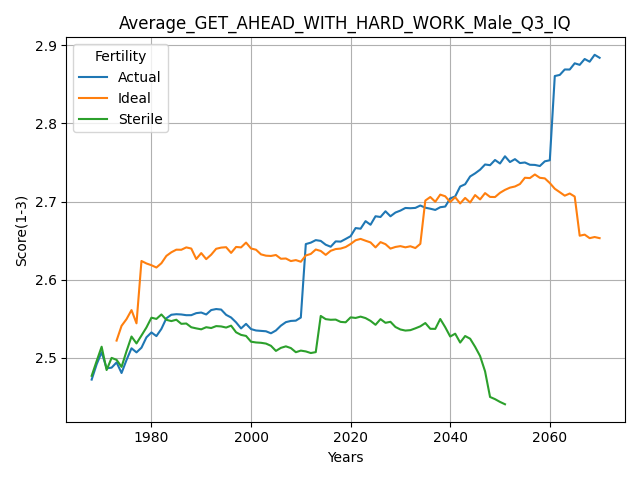 Average_GET_AHEAD_WITH_HARD_WORK_Male_Q3_IQ
Fertility
Actual
Ideal
Sterile
Score(1-3)
2.9
2.8
2.7
2.6
2.5
1980
2000
2020
2040
2060
Years